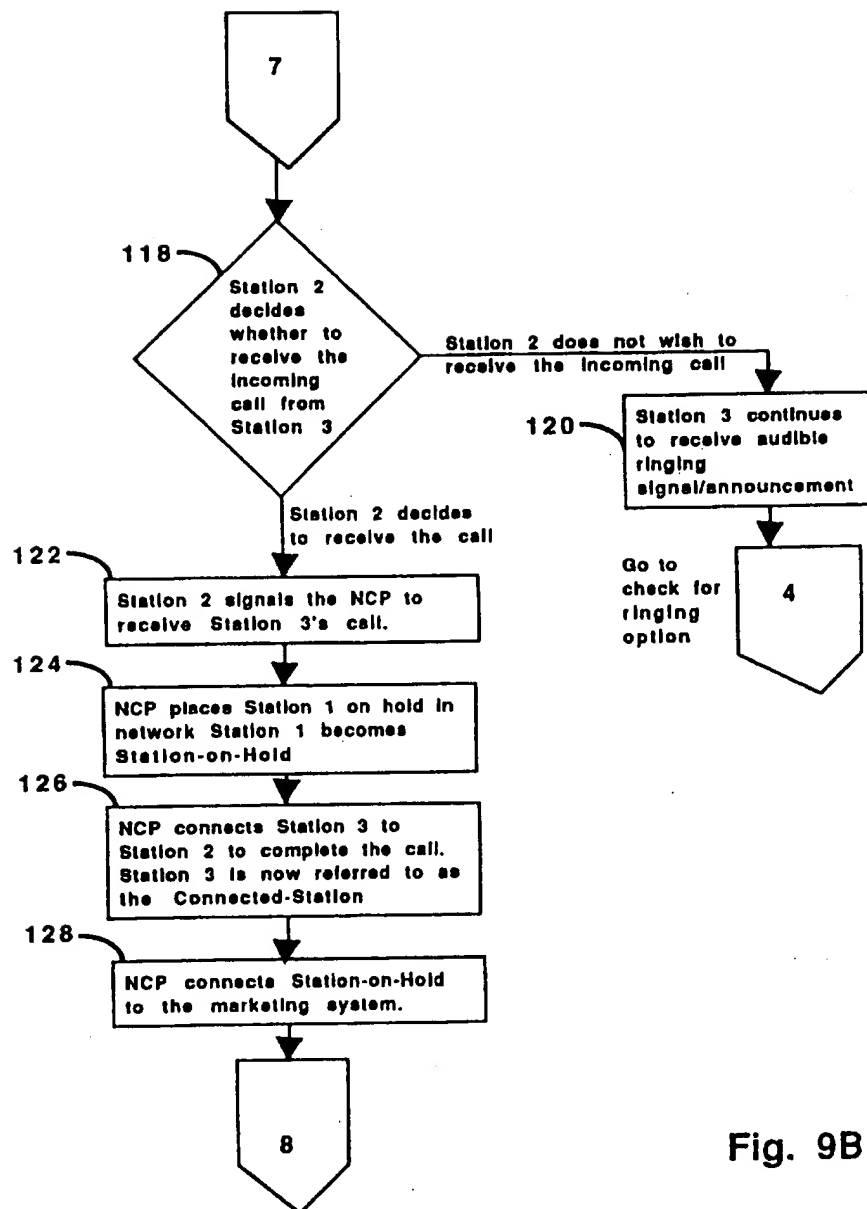 7
118
Station 2
decides
whether to
receive the
incoming
call from
Station 3
Station 2 does not wish to
receive the incoming call
120
Station 3 continues
to receive audible
ringing
signal/announcement
Station 2 decides
to receive the call
Go to
check for
ringing
option
4
122
Station 2 signals the NCP to
receive Station 3's call.
124
NCP places Station 1 on hold in
network Station 1 becomes
Station-on-Hold
126
NCP connects Station 3 to
Station 2 to complete the call.
Station 3 is now referred to as
the Connected-Station
128
NCP connects Station-on-Hold
to the marketing system.
8
Fig. 9B